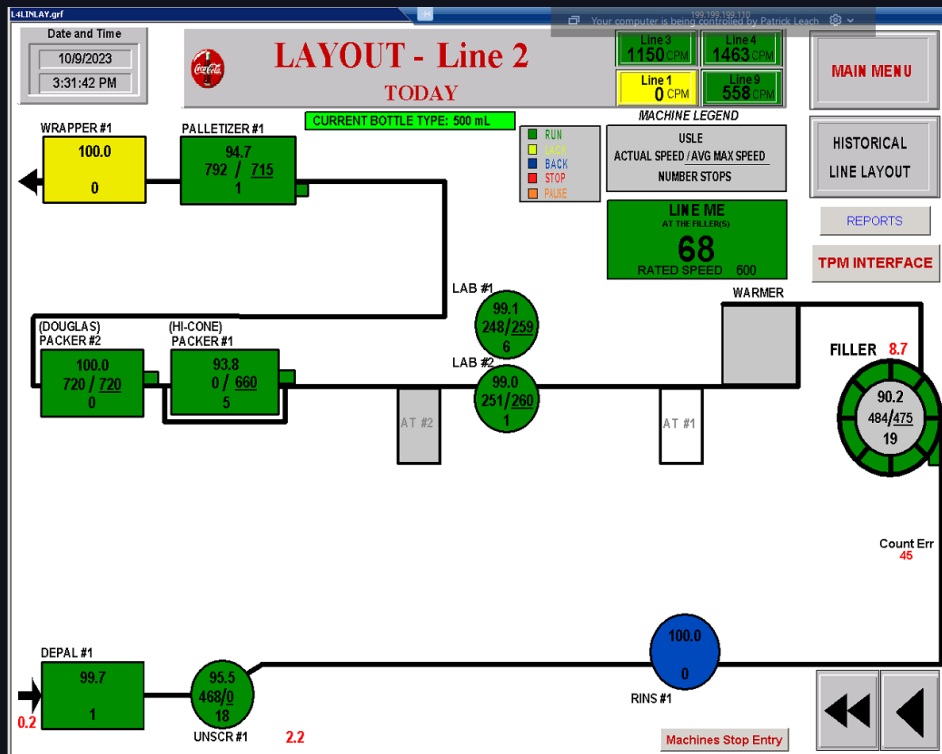 L4LINLAY.grf
199.199.199.110
Your computer is being controlled by Patrick Leach
Date and Time
10/9/2023
3:31:42 PM
Coca-Cola
LAYOUT - Line 2
TODAY
Line 3
1150 CPM
Line 4
1463 CPM
Line 1
0 CPM
Line 9
558 CPM
MAIN MENU
CURRENT BOTTLE TYPE: 500 mL
MACHINE LEGEND
RUN
BACK
STOP
PAUSE
USLE
ACTUAL SPEED / AVG MAX SPEED
NUMBER STOPS
HISTORICAL
LINE LAYOUT
REPORTS
TPM INTERFACE
WRAPPER #1
100.0
0
PALLETIZER #1
94.7
792 / 715
1
LINE ME
AT THE FILLER(S)
68
RATED SPEED 600
LAB #1
99.1
248/259
6
WARMER
(DOUGLAS)
PACKER #2
100.0
720 / 720
0
(HI-CONE)
PACKER #1
93.8
0 / 660
5
LAB #2
99.0
251/260
1
AT #2
AT #1
FILLER 8.7
90.2
484/475
19
Count Err
45
DEPAL #1
99.7
1
0.2
95.5
468/0
18
UNSCR #1
2.2
100.0
0
RINS #1
Machines Stop Entry